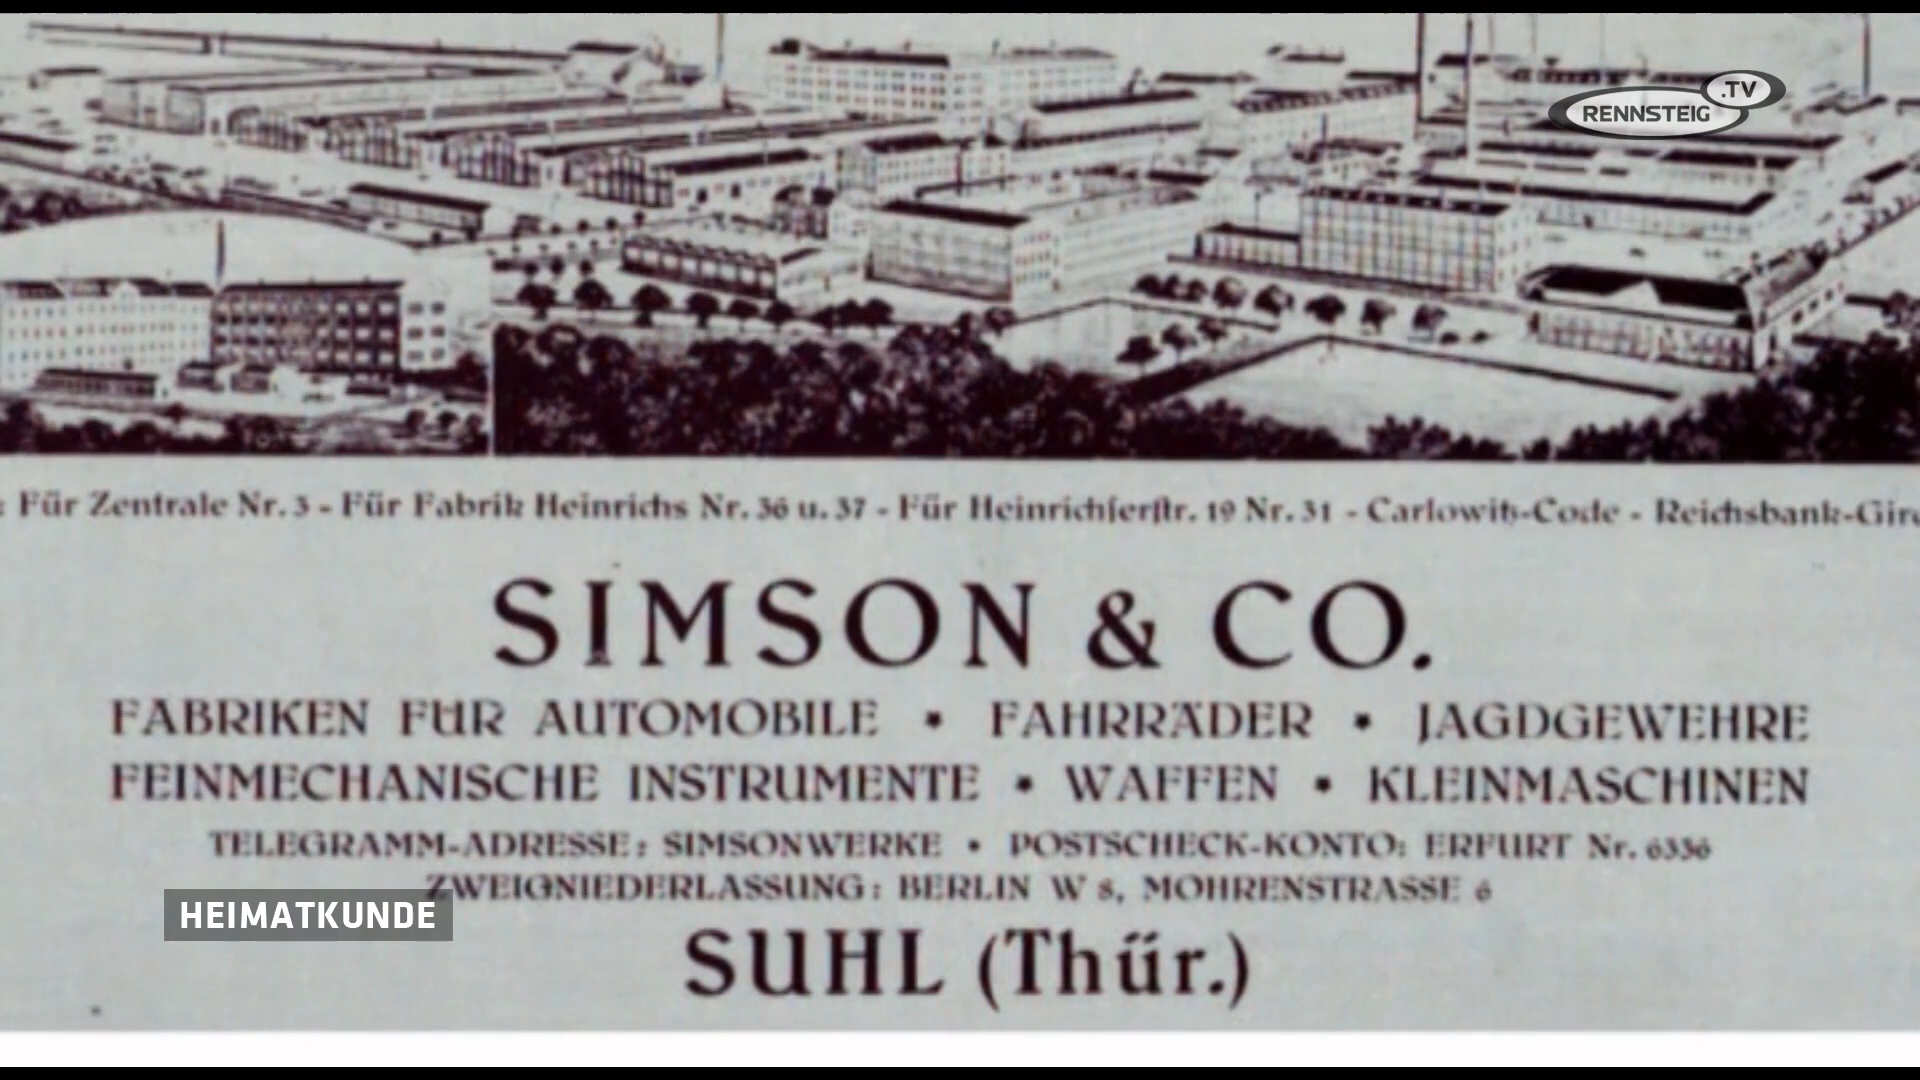 RENNSTEIG .TV
: Für Zentrale Nr. 3 - Für Fabrik Heinrichs Nr. 36 u. 37 - Für Heinrichſerſtr. 19 Nr. 31 - Carlowitz-Code - Reichsbank-Giro
SIMSON & CO.
FABRIKEN FÜR AUTOMOBILE • FAHRRÄDER • JAGDGEWEHRE
FEINMECHANISCHE INSTRUMENTE • WAFFEN • KLEINMASCHINEN
TELEGRAMM-ADRESSE: SIMSONWERKE • POSTSCHECK-KONTO: ERFURT Nr. 6336
ZWEIGNIEDERLASSUNG: BERLIN W 8, MOHRENSTRASSE 6
HEIMATKUNDE
SUHL (Thür.)